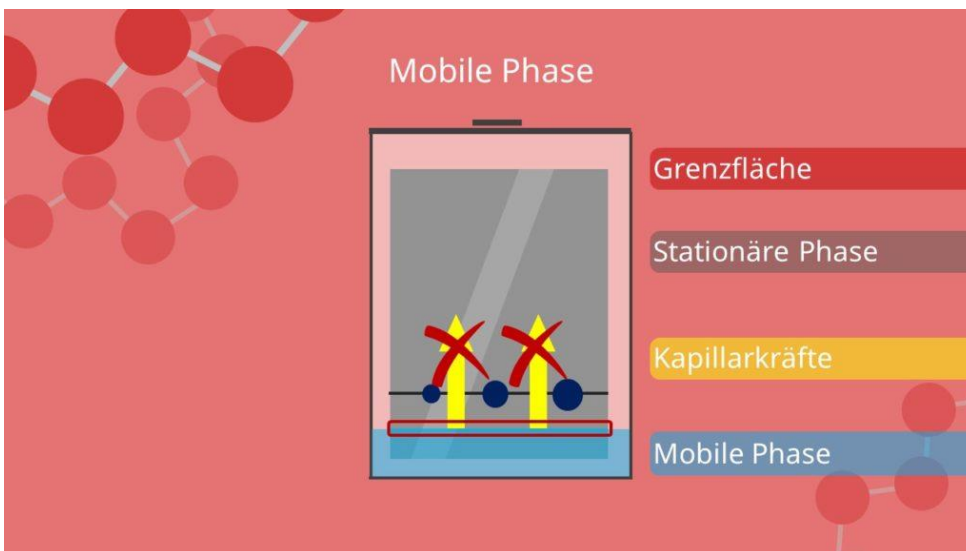 Mobile Phase
Grenzfläche
Stationäre Phase
Kapillarkräfte
Mobile Phase